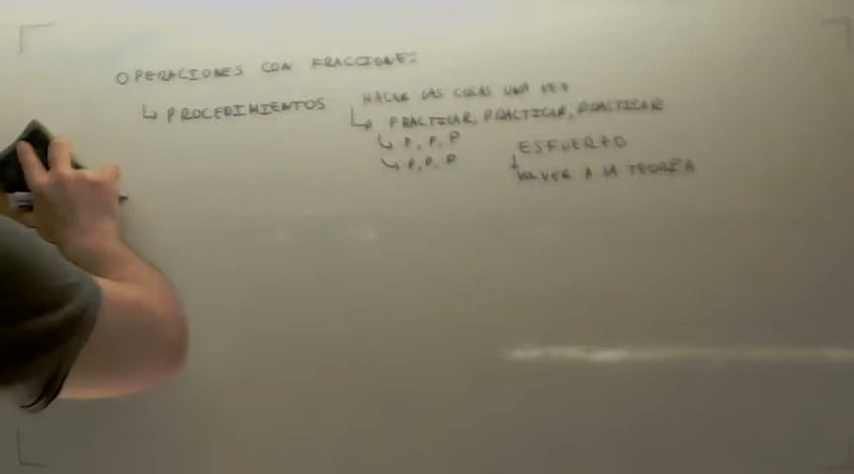 OPERACIONES CON FRACCIONES
↳ PROCEDIMIENTOS
HACER LAS COSAS UNA VEZ
↳ PRACTICAR, PRACTICAR, PRACTICAR
↳ P, P, P
↳ P, P, P
ESFUERZO
↓
VOLVER A LA TEORÍA